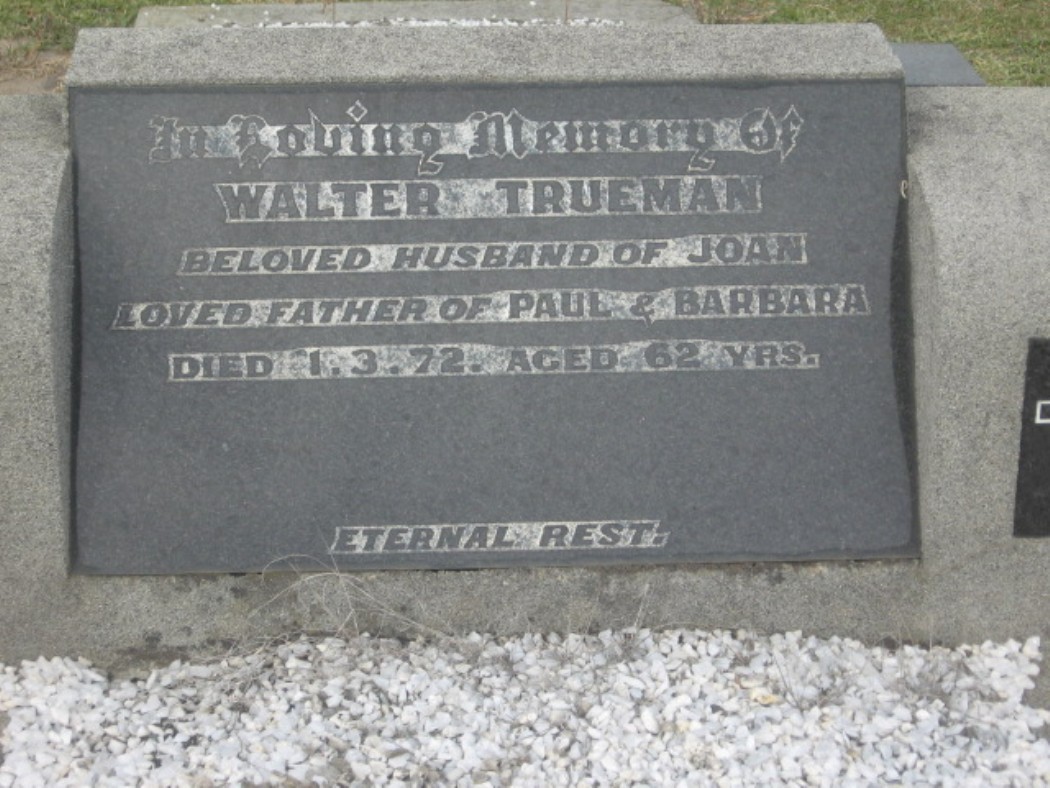 In Loving Memory Of
WALTER TRUEMAN
BELOVED HUSBAND OF JOAN
LOVED FATHER OF PAUL & BARBARA
DIED 1.3.72. AGED 62 YRS.
ETERNAL REST.